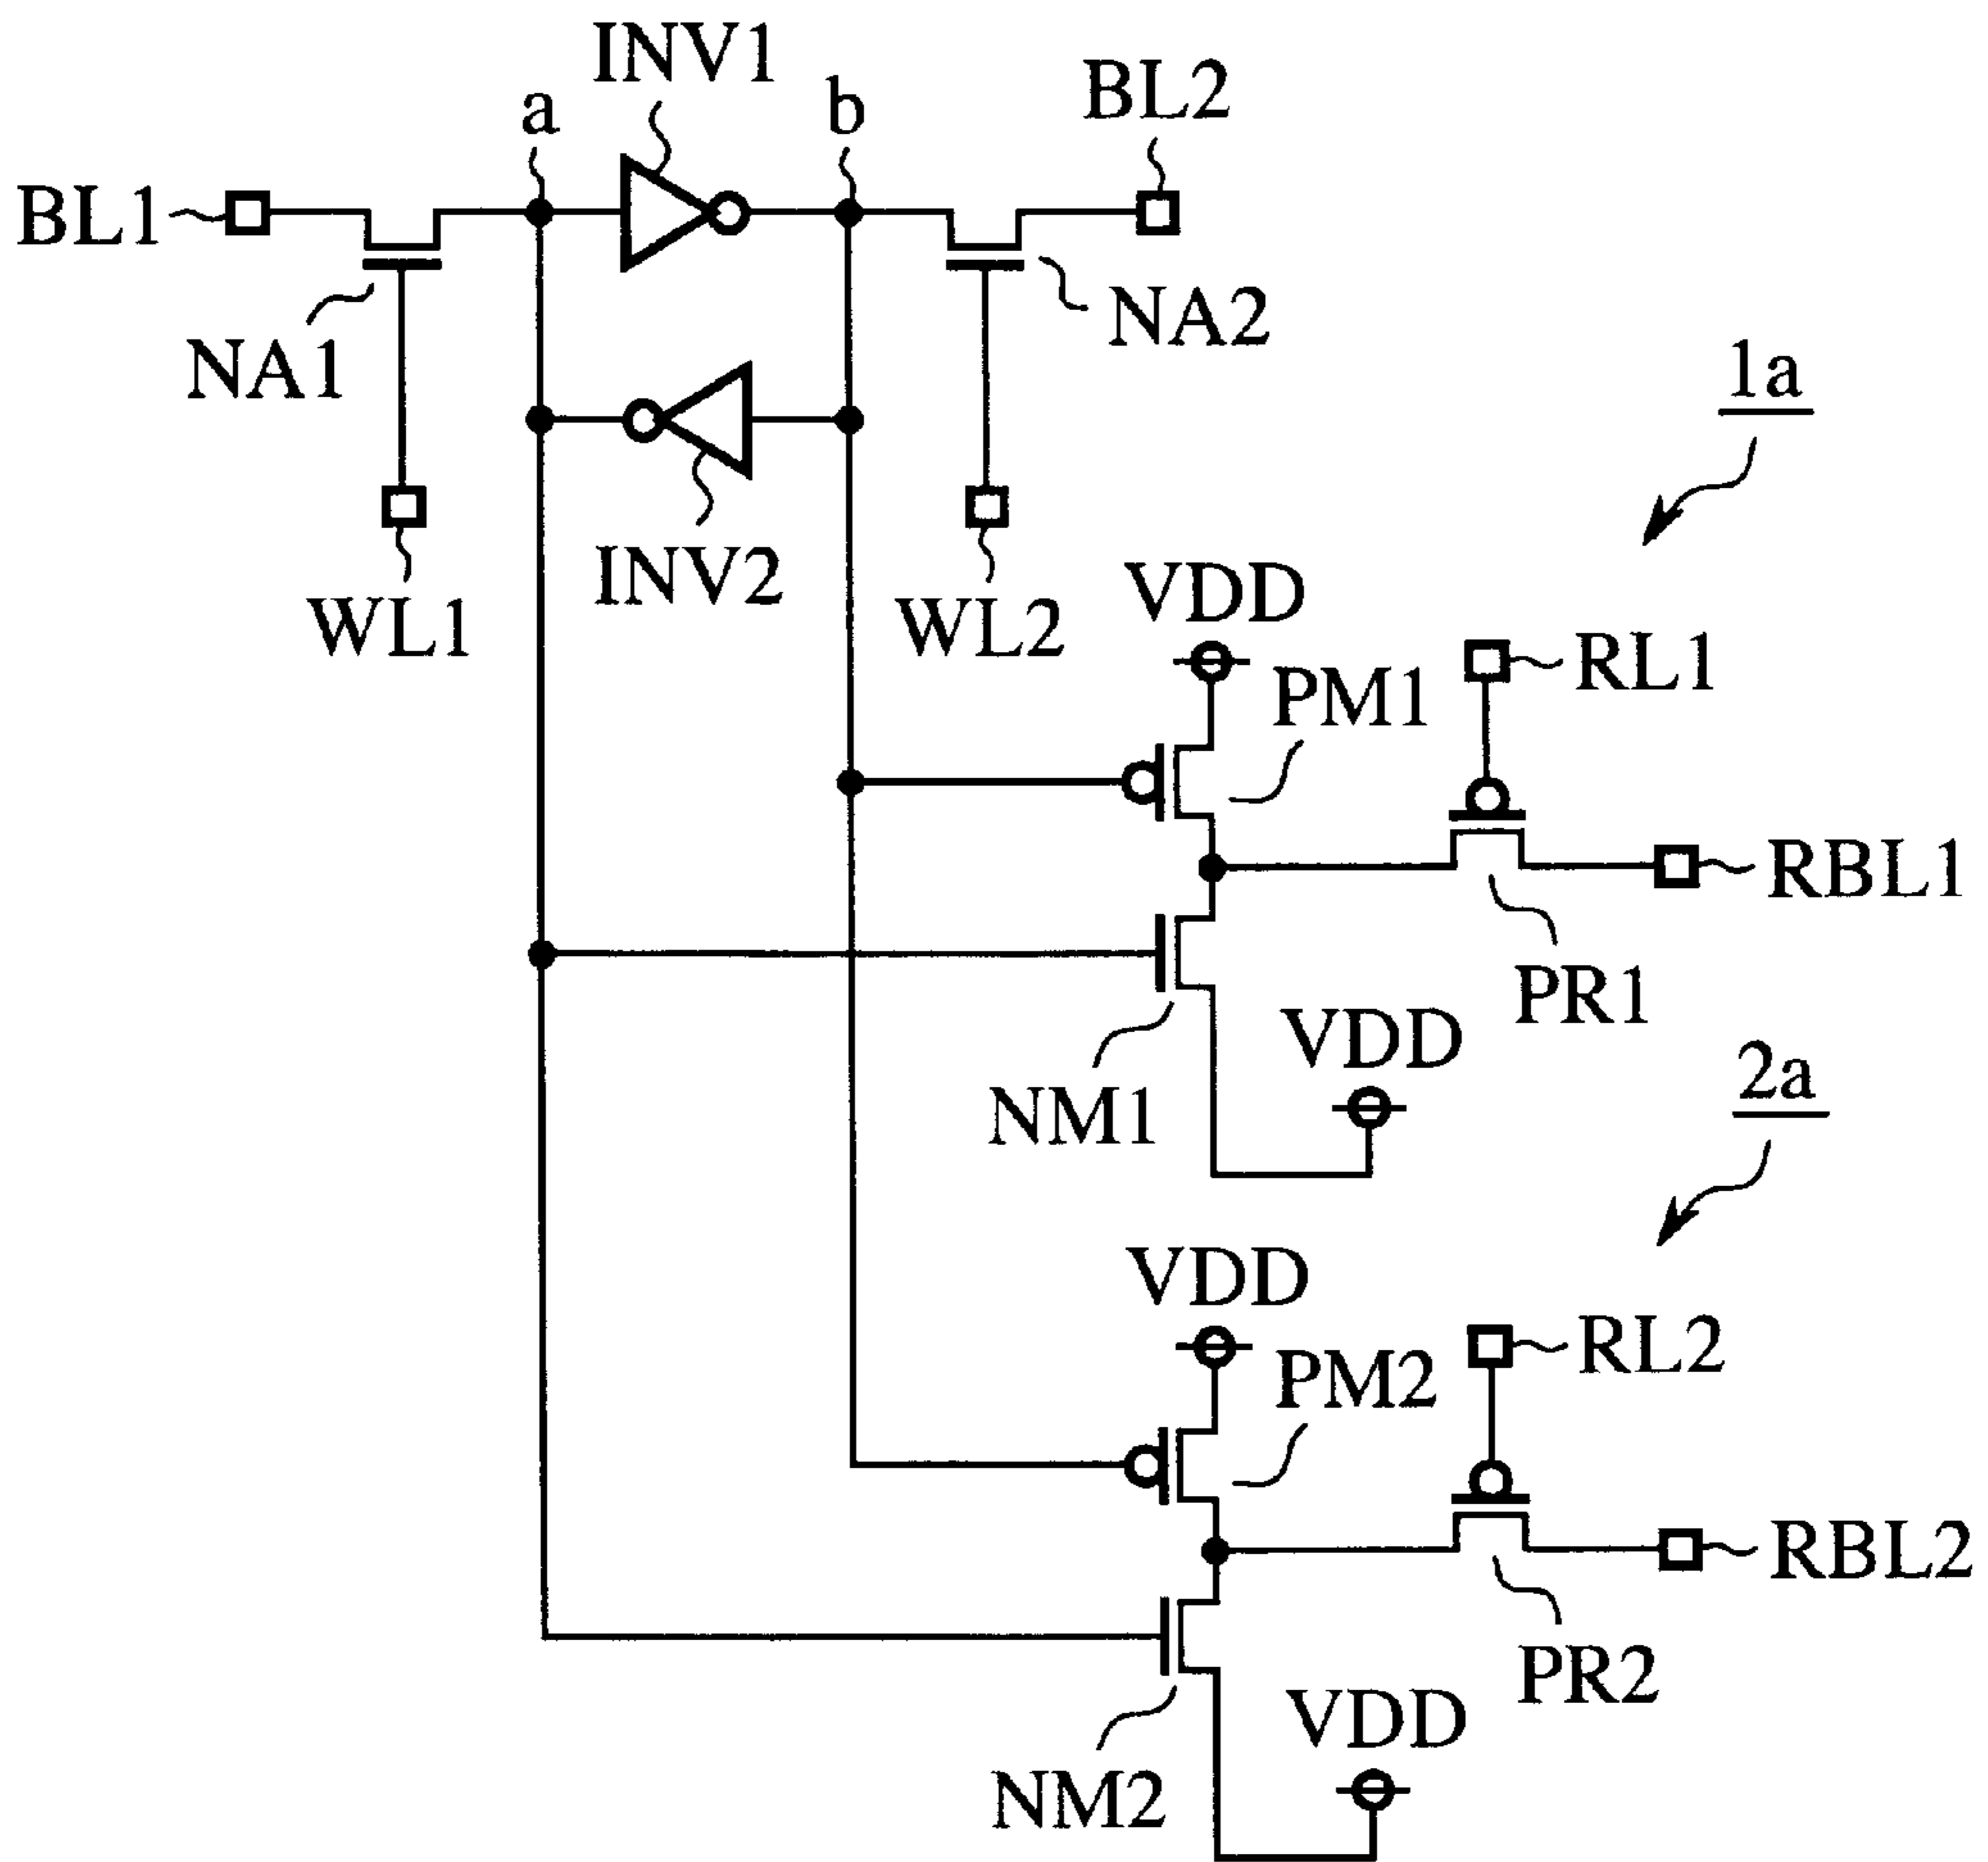 INV1
a
b
BL2
BL1
NA2
NA1
1a
INV2
WL1
WL2
VDD
RL1
PM1
RBL1
PR1
VDD
NM1
2a
VDD
RL2
PM2
RBL2
PR2
VDD
NM2